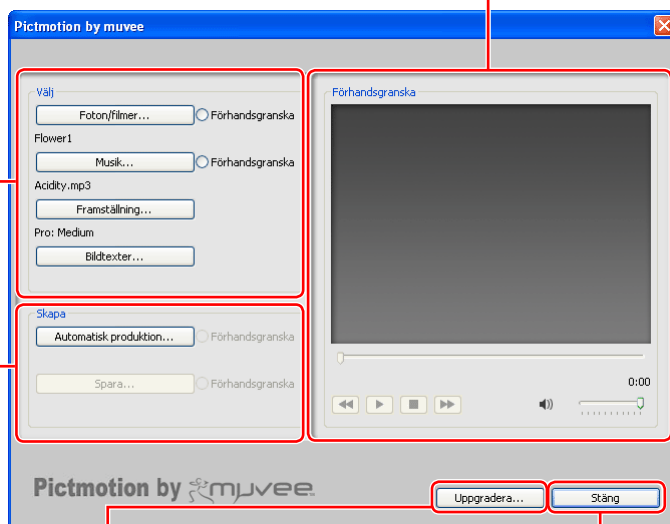 Pictmotion by muvee
Välj
Foton/filmer...
Förhandsgranska
Flower1
Musik...
Förhandsgranska
Acidity.mp3
Framställning...
Pro: Medium
Bildtexter...
Skapa
Automatisk produktion...
Förhandsgranska
Spara...
Förhandsgranska
Förhandsgranska
0:00
Pictmotion by muvee
Uppgradera...
Stäng